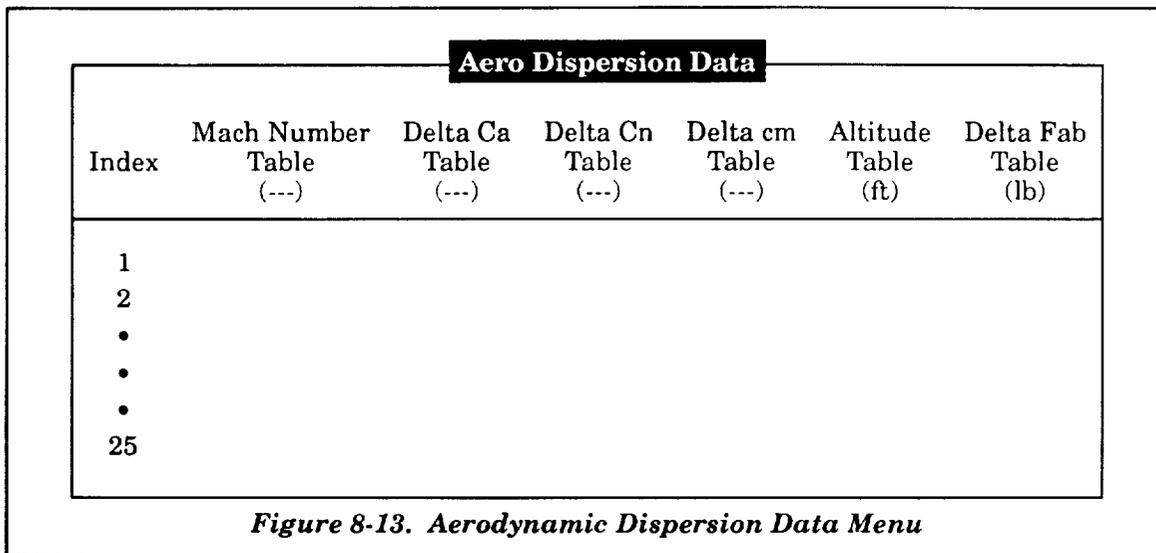 Aero Dispersion Data
Mach Number Delta Ca Delta Cn Delta cm Altitude Delta Fab
Index Table Table Table Table Table Table
(---) (---) (---) (---) (ft) (lb)
1
2
•
•
•
25
Figure 8-13. Aerodynamic Dispersion Data Menu